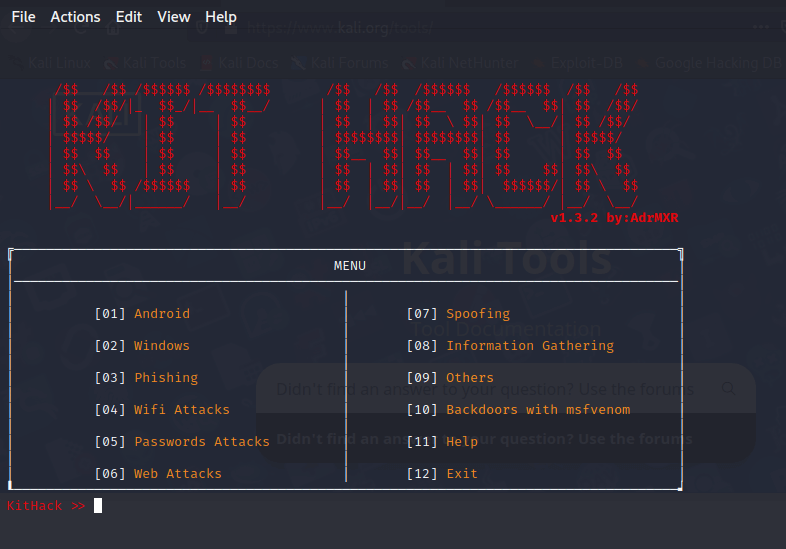 File Actions Edit View Help
https://www.kali.org/tools/
Kali Linux Kali Tools Kali Docs Kali Forums Kali NetHunter Exploit-DB Google Hacking DB
KIT HACK
v1.3.2 by:AdrMXR
Kali Tools
MENU
[01] Android [07] Spoofing
Tool Documentation
[02] Windows [08] Information Gathering
[03] Phishing [09] Others
Didn't find an answer to your question? Use the forums
[04] Wifi Attacks [10] Backdoors with msfvenom
[05] Passwords Attacks [11] Help
Didn't find an answer to your question? Use the forums
[06] Web Attacks [12] Exit
KitHack >>